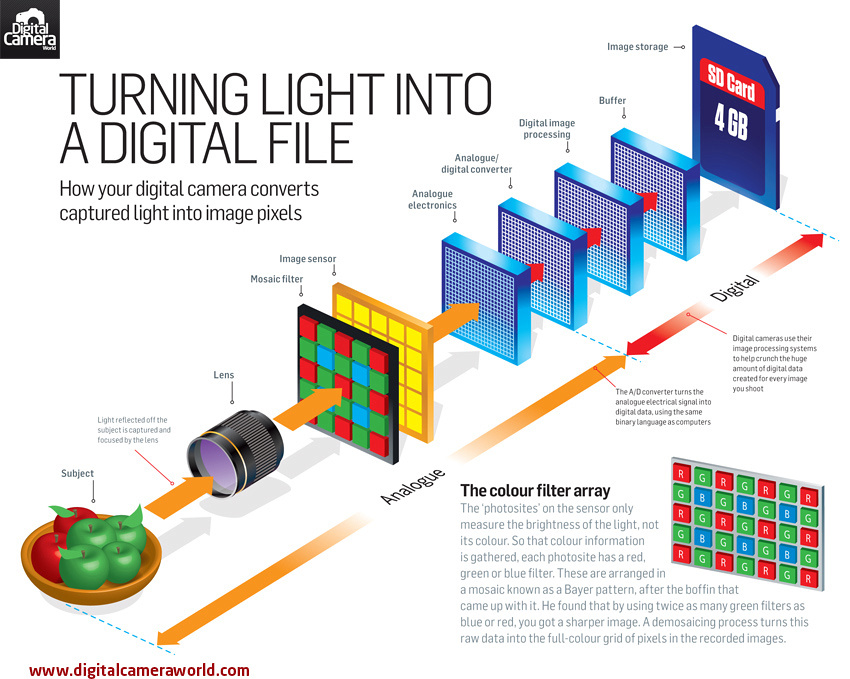 Digital
Camera
World
TURNING LIGHT INTO
A DIGITAL FILE
How your digital camera converts
captured light into image pixels
Image storage
SD Card
4 GB
Buffer
Digital image
processing
Analogue/
digital converter
Analogue
electronics
Image sensor
Mosaic filter
Lens
Light reflected off the
subject is captured and
focused by the lens
Subject
Analogue
Digital
Digital cameras use their
image processing systems
to help crunch the huge
amount of digital data
created for every image
you shoot
The A/D converter turns the
analogue electrical signal into
digital data, using the same
binary language as computers
The colour filter array
The 'photosites' on the sensor only
measure the brightness of the light, not
its colour. So that colour information
is gathered, each photosite has a red,
green or blue filter. These are arranged in
a mosaic known as a Bayer pattern, after the boffin that
came up with it. He found that by using twice as many green filters as
blue or red, you got a sharper image. A demosaicing process turns this
raw data into the full-colour grid of pixels in the recorded images.
R G R G R G R
G B G B G B G
R G R G R G R
G B G B G B G
R G R G R G R
www.digitalcameraworld.com